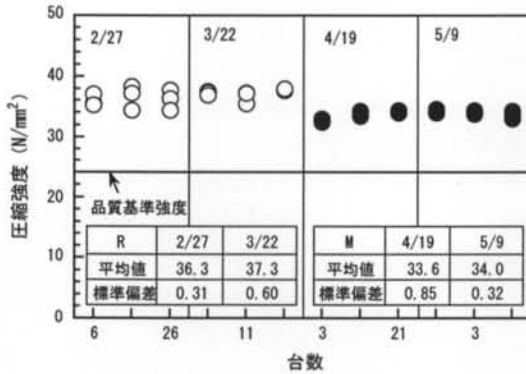 圧縮強度 (N/mm²)
50
40
30
20
10
0
2/27
3/22
4/19
5/9
品質基準強度
R 2/27 3/22
平均値 36.3 37.3
標準偏差 0.31 0.60
M 4/19 5/9
平均値 33.6 34.0
標準偏差 0.85 0.32
6 26 11 3 21 3
台数